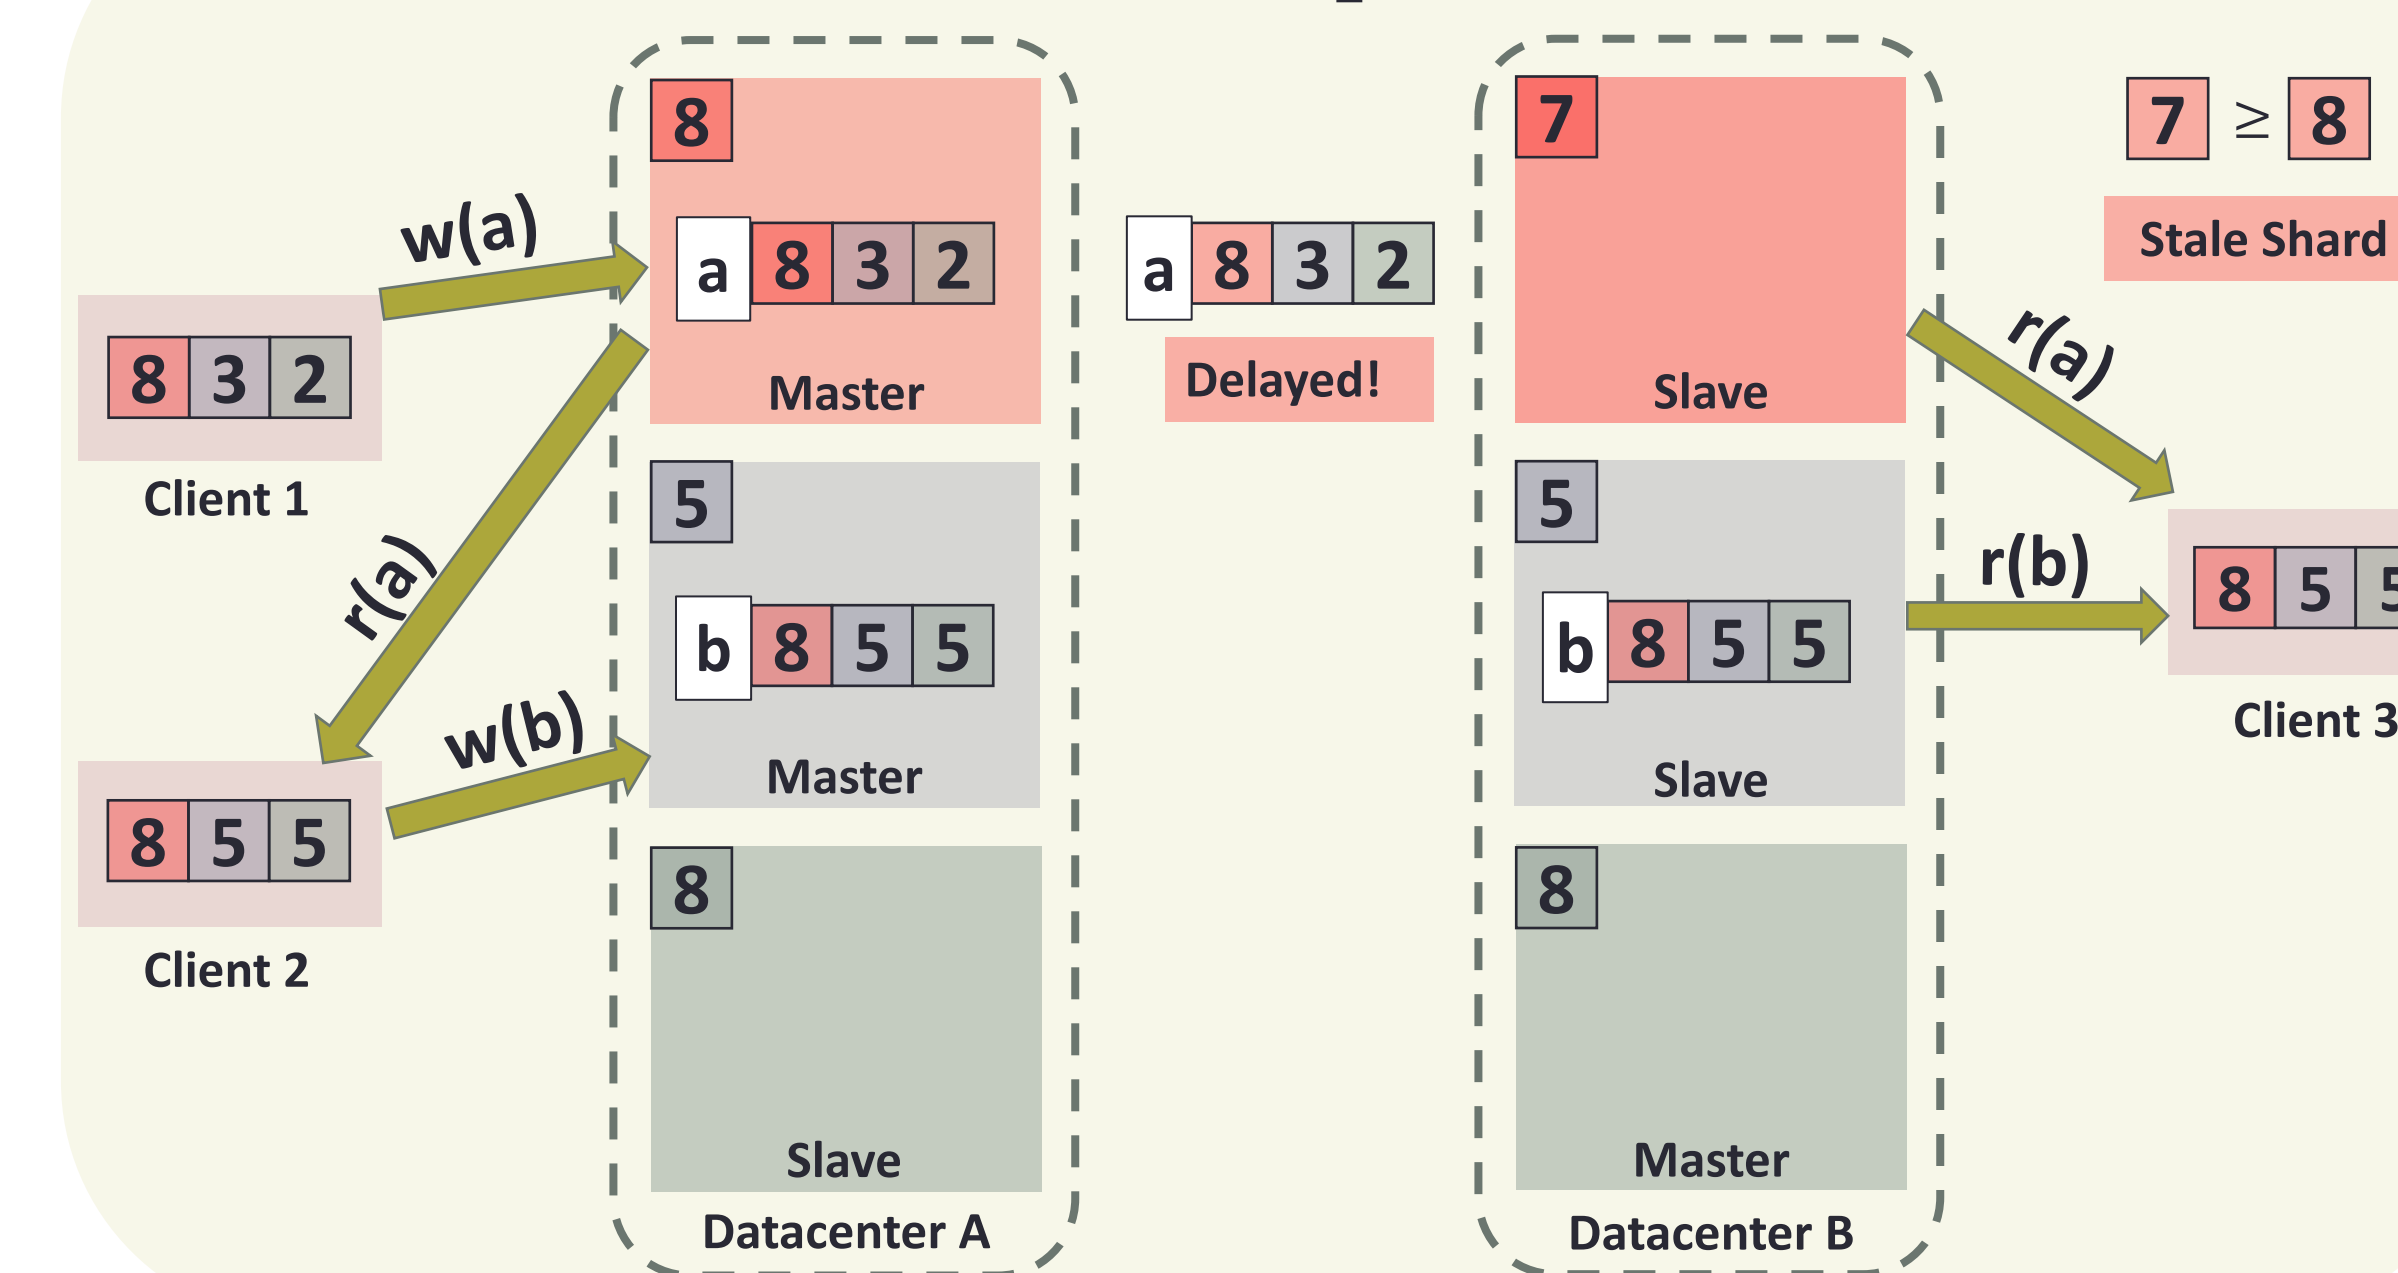 8
7
7 ≥ 8
w(a)
a 8 3 2
a 8 3 2
Stale Shard
8 3 2
Delayed!
r(a)
Master
Slave
Client 1
5
5
r(a)
r(b)
b 8 5 5
b 8 5 5
8 5 5
w(b)
Client 3
Master
Slave
8 5 5
8
8
Client 2
Slave
Master
Datacenter A
Datacenter B